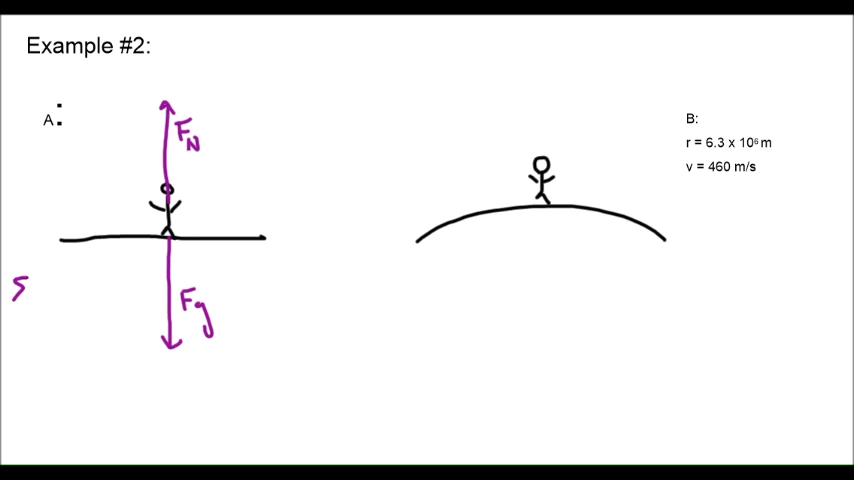 Example #2:
A:
F_N
S
F_g
B:
r = 6.3 x 10⁶ m
v = 460 m/s